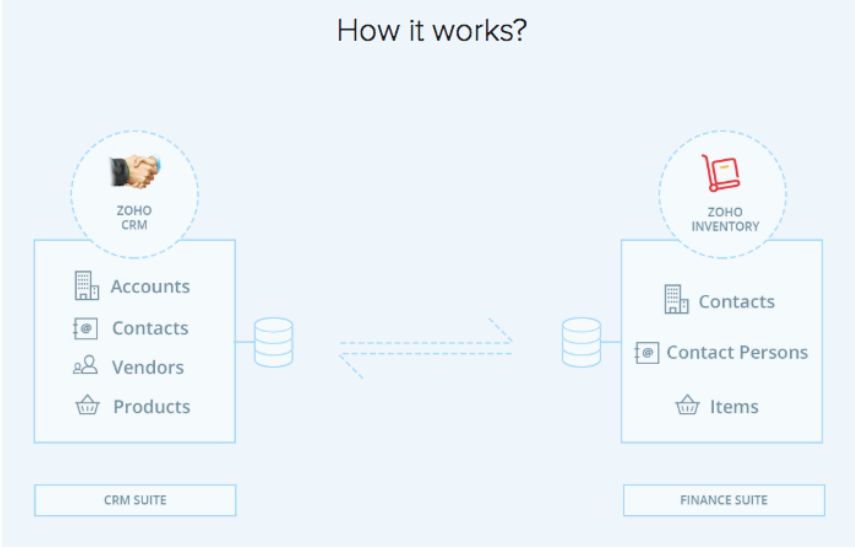 How it works?
ZOHO
CRM
Accounts
Contacts
Vendors
Products
CRM SUITE
ZOHO
INVENTORY
Contacts
Contact Persons
Items
FINANCE SUITE